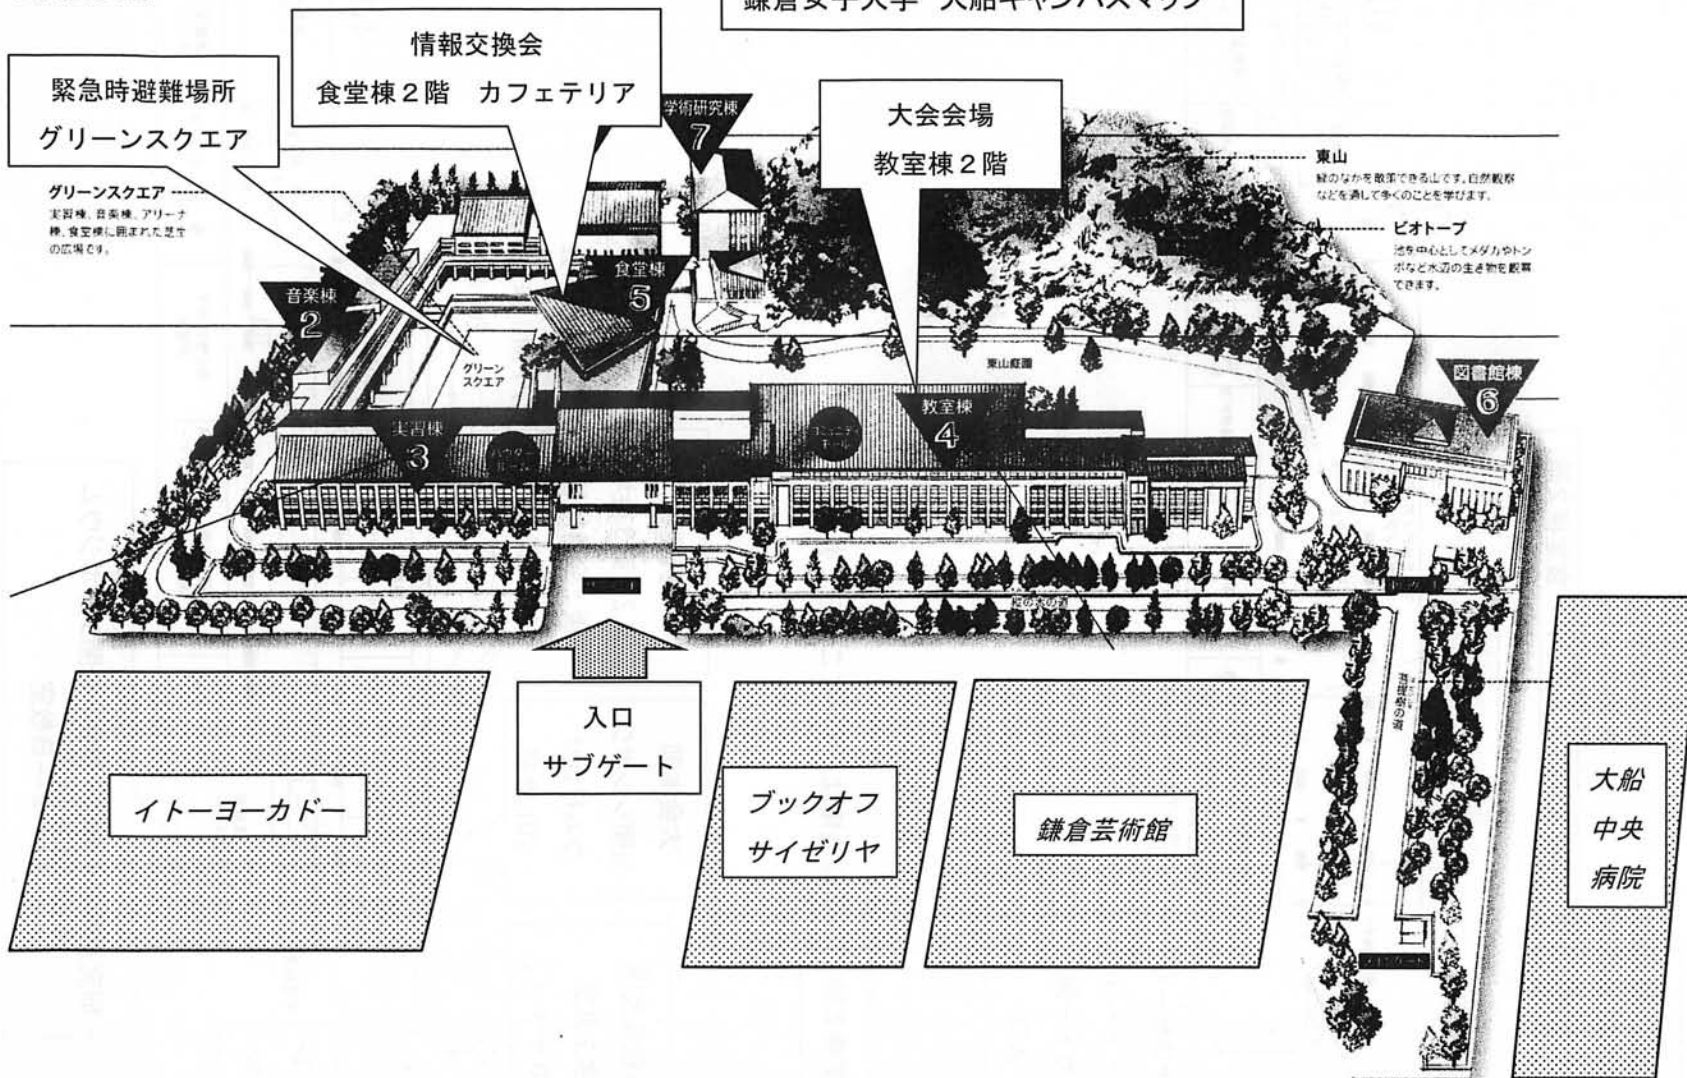 鎌倉女子大学 大船キャンパスマップ
情報交換会
食堂棟２階 カフェテリア
緊急時避難場所
グリーンスクエア
学術研究棟
7
大会会場
教室棟２階
東山
緑のなかを散策できる山です。自然観察
などを通して多くのことを学びます。
グリーンスクエア
実習棟、音楽棟、アリーナ
棟、食堂棟に囲まれた芝生
の広場です。
ビオトープ
池を中心としてメダカやトン
ボなど水辺の生き物を観察
できます。
食堂棟
5
音楽棟
2
グリーン
スクエア
東山庭園
図書館棟
6
教室棟
4
実習棟
3
菩提樹の道
入口
サブゲート
イトーヨーカドー
ブックオフ
サイゼリヤ
鎌倉芸術館
大船
中央
病院